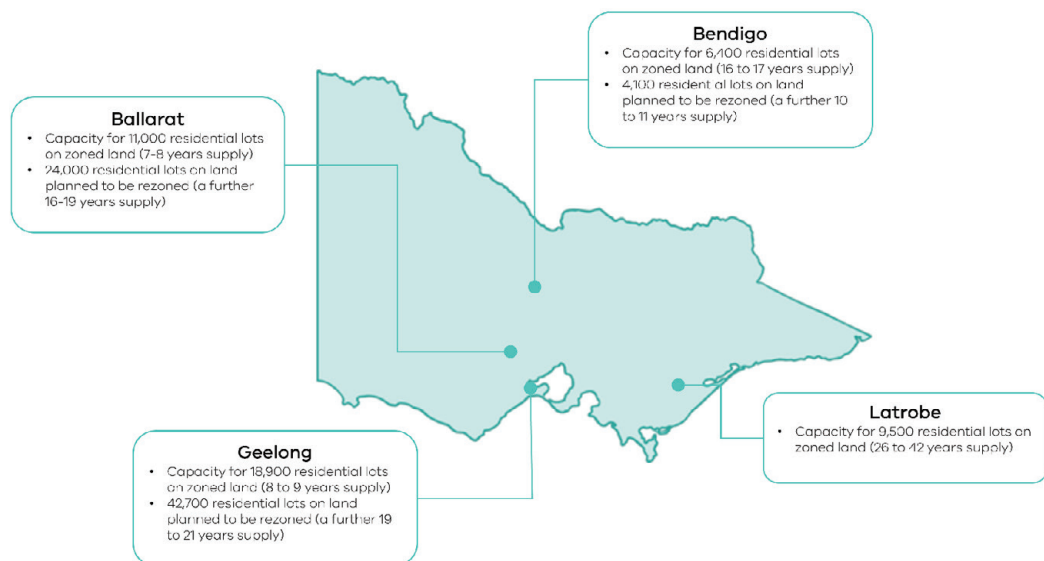 Bendigo
• Capacity for 6,400 residential lots
on zoned land (16 to 17 years supply)
• 4,100 residential lots on land
planned to be rezoned (a further 10
to 11 years supply)
Ballarat
• Capacity for 11,000 residential lots
on zoned land (7-8 years supply)
• 24,000 residential lots on land
planned to be rezoned (a further
16-19 years supply)
Latrobe
• Capacity for 9,500 residential lots on
zoned land (26 to 42 years supply)
Geelong
• Capacity for 18,900 residential lots
on zoned land (8 to 9 years supply)
• 42,700 residential lots on land
planned to be rezoned (a further 19
to 21 years supply)